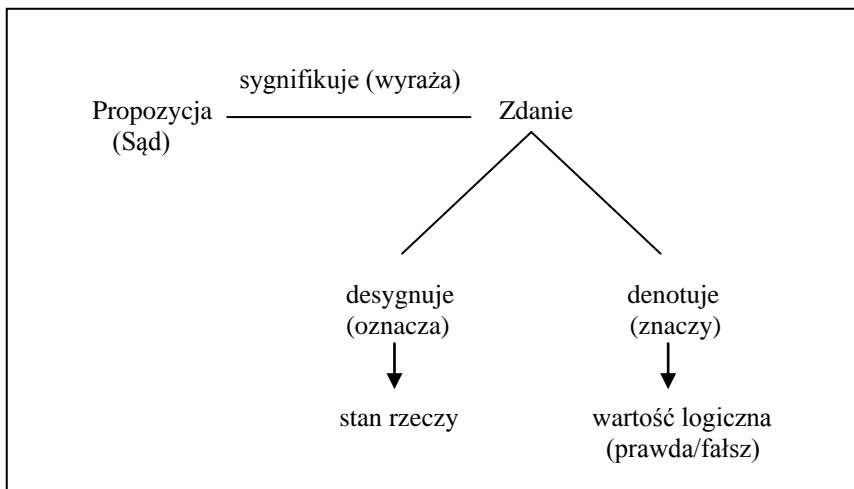 sygnifikuje (wyraża)
Propozycja Zdanie
(Sąd)
desygnuje denotuje
(oznacza) (znaczy)
stan rzeczy wartość logiczna
(prawda/fałsz)